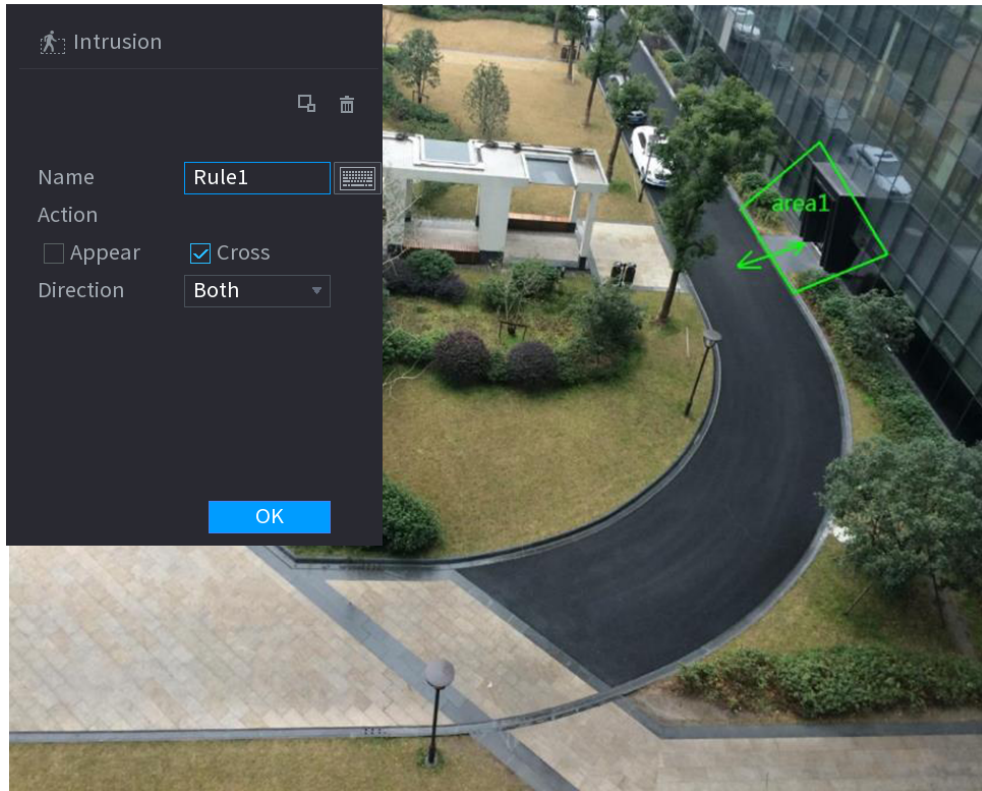 Intrusion
Name Rule1
Action
Appear Cross
Direction Both
OK
area1